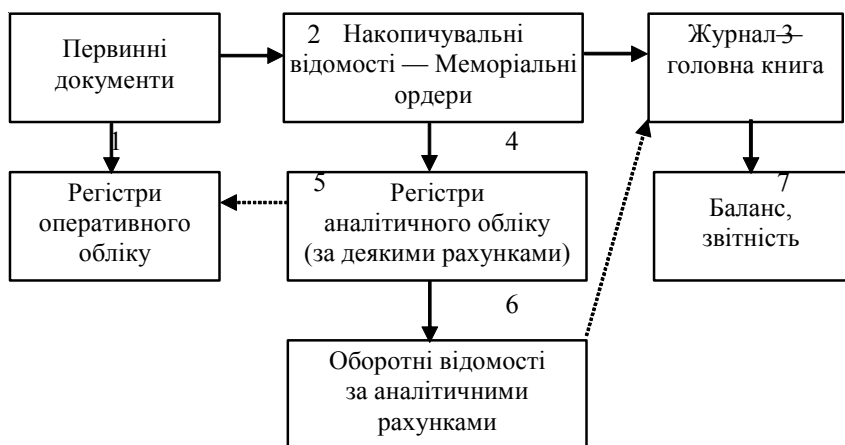 Первинні
документи
2 Накопичувальні
відомості — Меморіальні
ордери
Журнал 3
головна книга
1
4
Регістри
оперативного
обліку
5 Регістри
аналітичного обліку
(за деякими рахунками)
7
Баланс,
звітність
6
Оборотні відомості
за аналітичними
рахунками